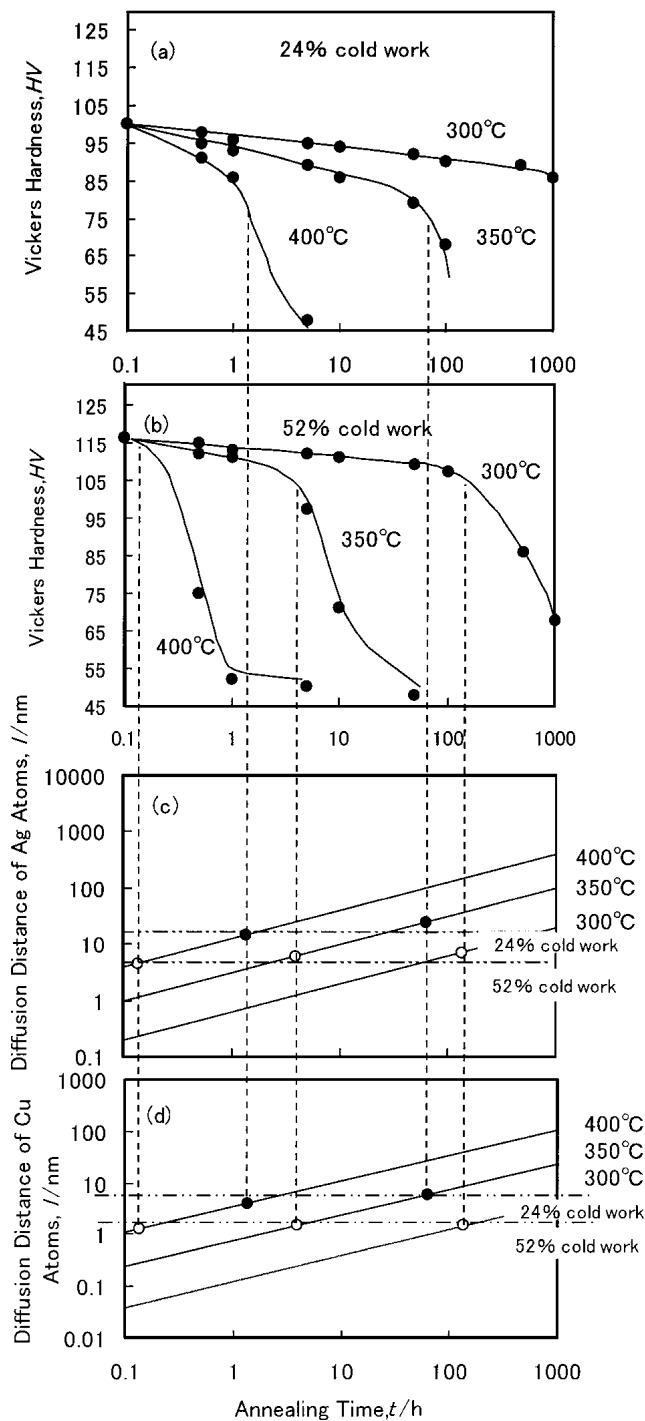 (a)
24% cold work
Vickers Hardness,HV
125
115
105
95
85
75
65
55
45
300℃
350℃
400℃
0.1 1 10 100 1000
(b)
52% cold work
Vickers Hardness,HV
125
115
105
95
85
75
65
55
45
300℃
350℃
400℃
0.1 1 10 100 1000
(c)
Diffusion Distance of Ag Atoms, l/nm
10000
1000
100
10
1
0.1
400℃
350℃
300℃
24% cold work
52% cold work
(d)
Diffusion Distance of Cu
Atoms, l/nm
1000
100
10
1
0.1
0.01
400℃
350℃
300℃
24% cold work
52% cold work
0.1 1 10 100 1000
Annealing Time,t/h